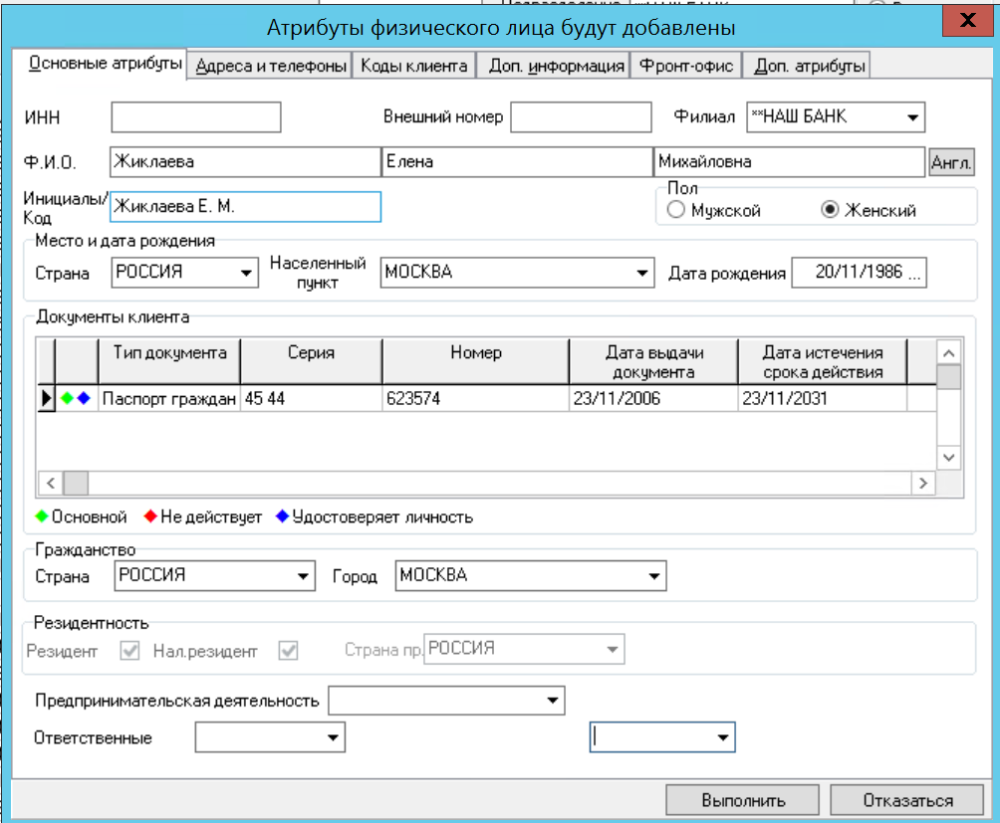 Атрибуты физического лица будут добавлены
X
Основные атрибуты Адреса и телефоны Коды клиента Доп. информация Фронт-офис Доп. атрибуты
ИНН Внешний номер Филиал **НАШ БАНК
Ф.И.О. Жиклаева Елена Михайловна Англ.
Инициалы/ Код Жиклаева Е. М.
Пол
Мужской Женский
Место и дата рождения
Страна РОССИЯ Населенный пункт МОСКВА Дата рождения 20/11/1986 ...
Документы клиента
Тип документа Серия Номер Дата выдачи документа Дата истечения срока действия
Паспорт граждан 45 44 623574 23/11/2006 23/11/2031
Основной Не действует Удостоверяет личность
Гражданство
Страна РОССИЯ Город МОСКВА
Резидентность
Резидент Нал.резидент Страна пр. РОССИЯ
Предпринимательская деятельность
Ответственные
Выполнить Отказаться